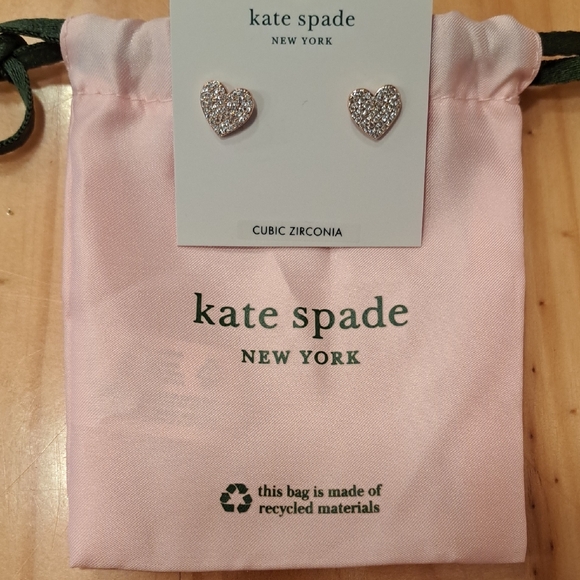 kate spade
NEW YORK
CUBIC ZIRCONIA
kate spade
NEW YORK
this bag is made of
recycled materials